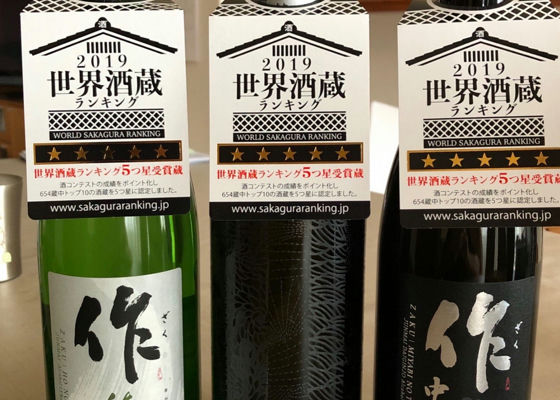 酒
2019
世界酒蔵
ランキング
WORLD SAKAGURA RANKING
世界酒蔵ランキング5つ星受賞蔵
酒コンテストの成績をポイント化し
654蔵中トップ10の酒蔵を5つ星に認定しました。
www.sakaguraranking.jp
作
ざく
ZAKU
2019
世界酒蔵
ランキング
WORLD SAKAGURA RANKING
世界酒蔵ランキング5つ星受賞蔵
酒コンテストの成績をポイント化し
654蔵中トップ10の酒蔵を5つ星に認定しました。
www.sakaguraranking.jp
酒
2019
世界酒蔵
ランキング
WORLD SAKAGURA RANKING
世界酒蔵ランキング5つ星受賞蔵
酒コンテストの成績をポイント化し
654蔵中トップ10の酒蔵を5つ星に認定しました。
www.sakaguraranking.jp
作
ざく
ZAKU | MIYABI NO T